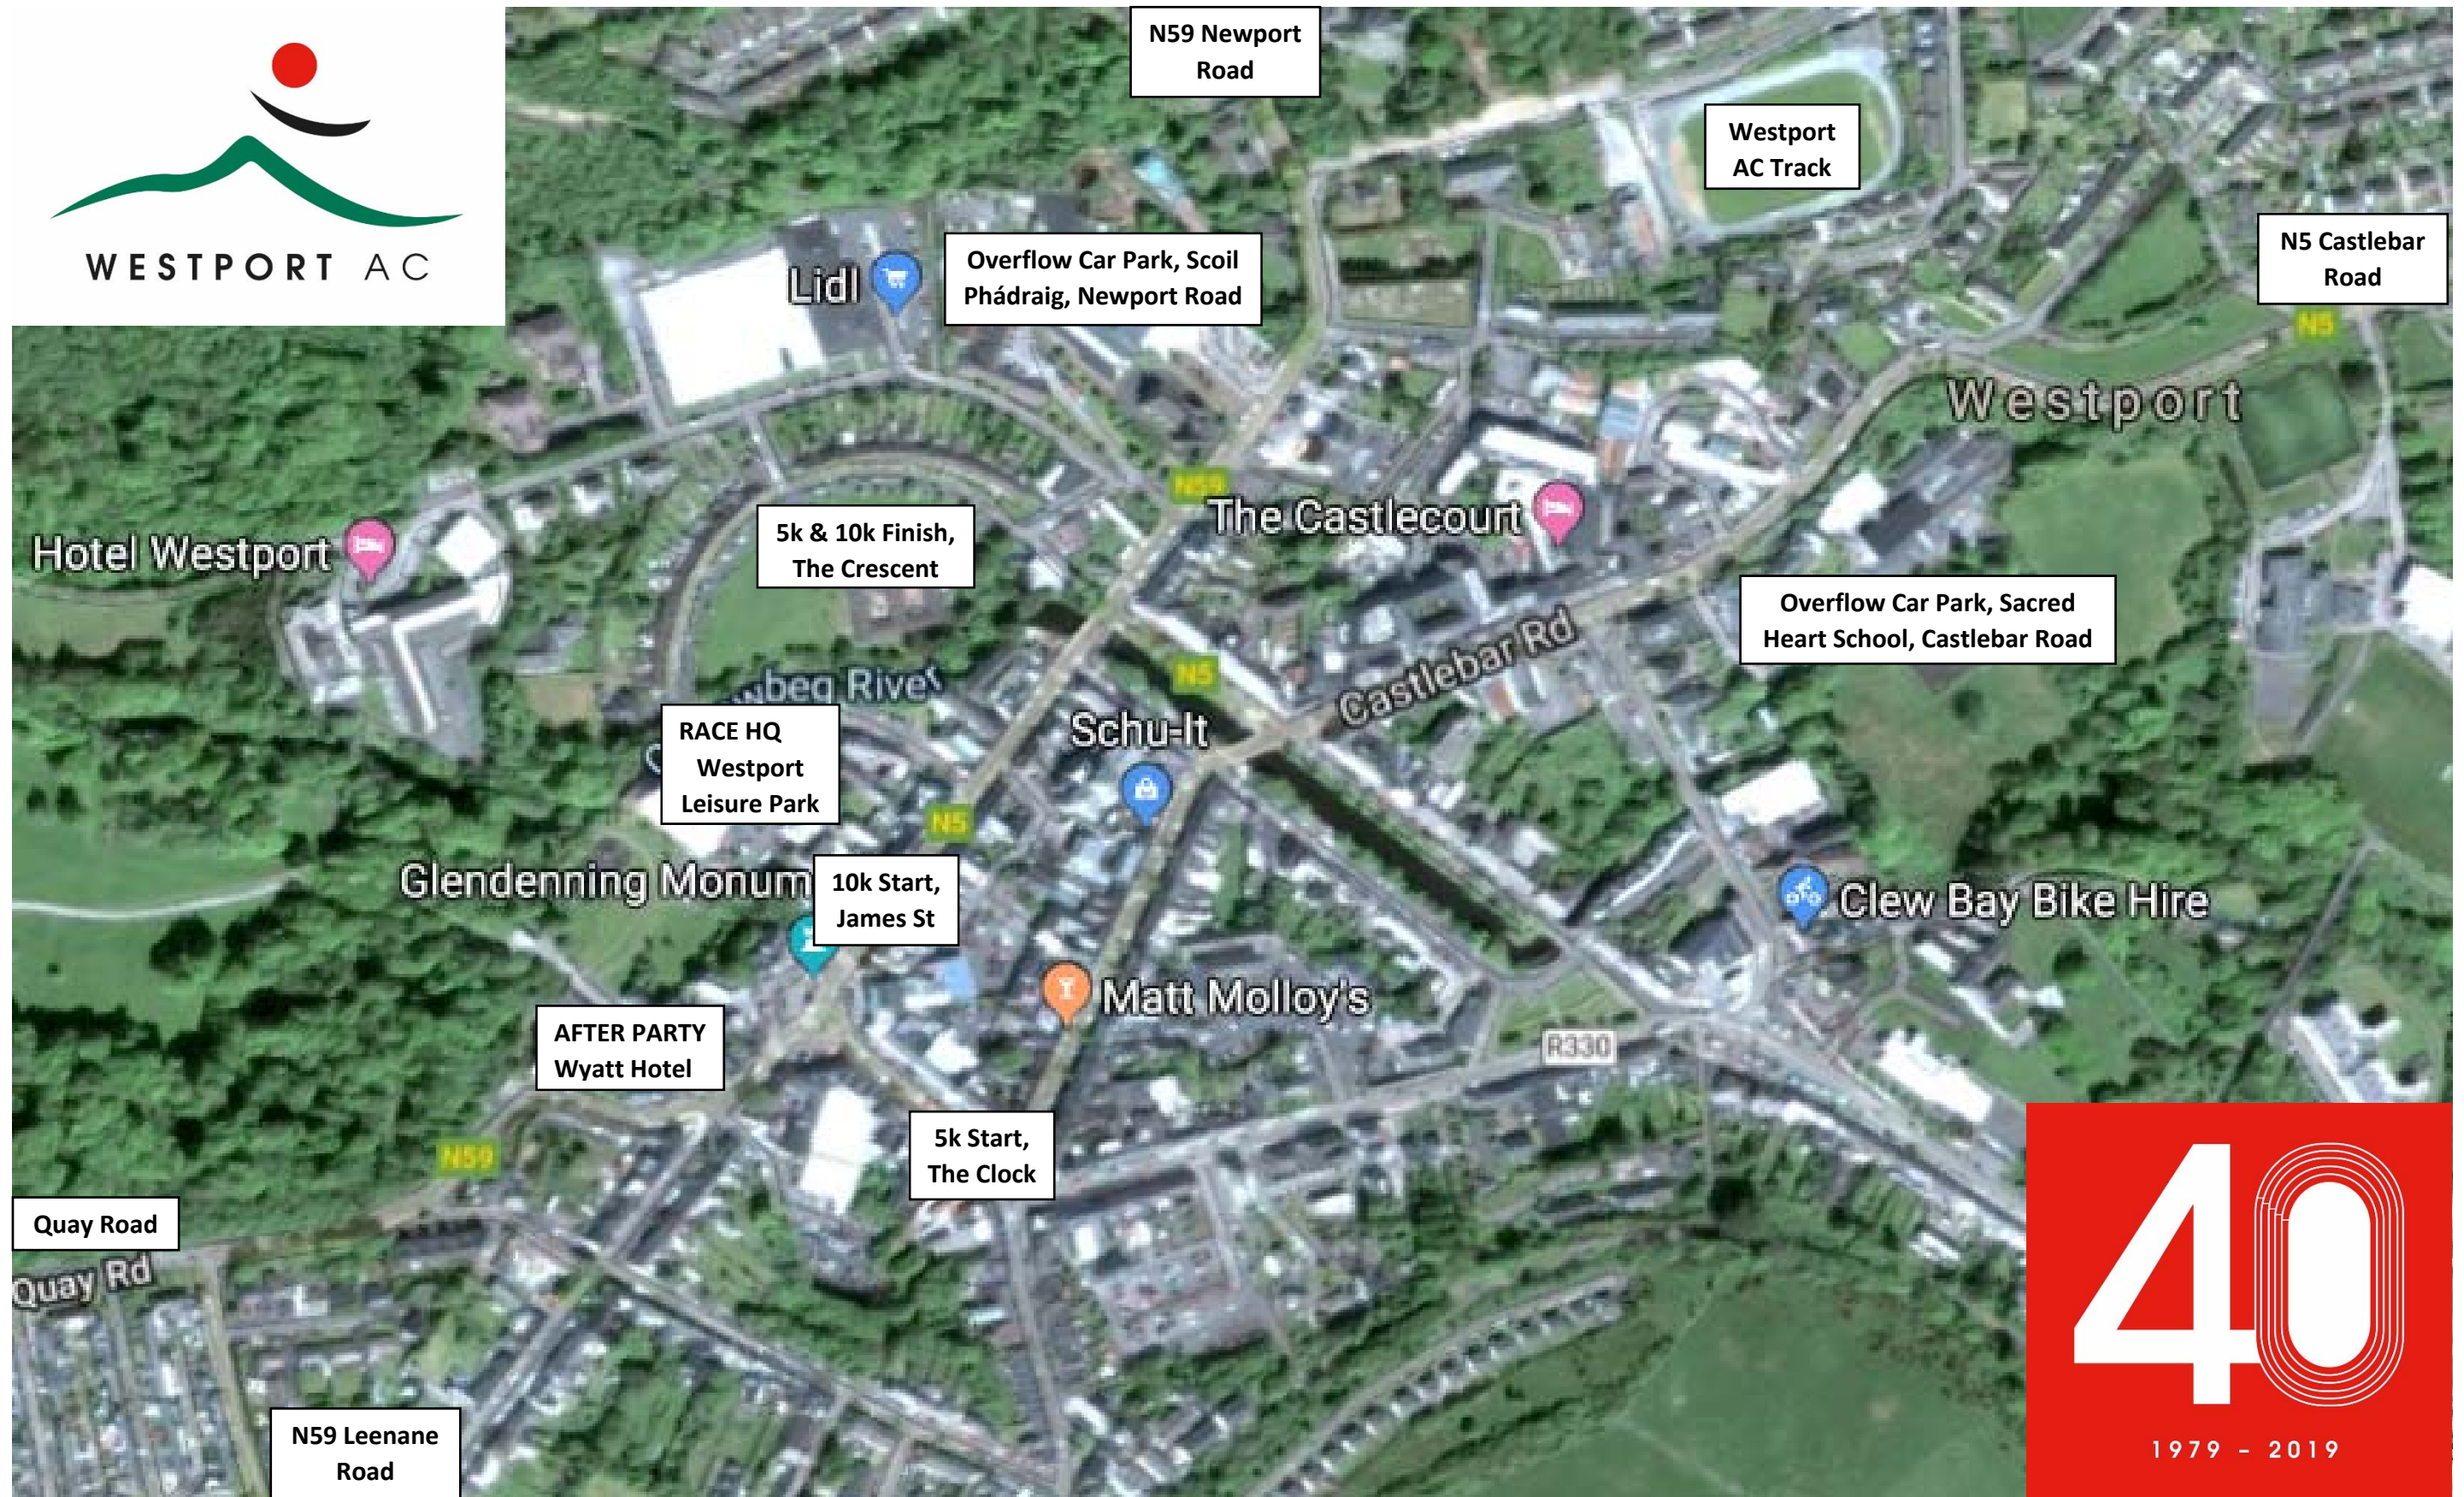 WESTPORT AC
N59 Newport
Road
Westport
AC Track
N5 Castlebar
Road
N5
Lidl
Overflow Car Park, Scoil
Phádraig, Newport Road
Westport
N59
The Castlecourt
Hotel Westport
5k & 10k Finish,
The Crescent
Overflow Car Park, Sacred
Heart School, Castlebar Road
Castlebar Rd
N5
wbeg River
RACE HQ
Westport
Leisure Park
Schu-It
N5
Glendenning Monum
10k Start,
James St
Clew Bay Bike Hire
Matt Molloy's
AFTER PARTY
Wyatt Hotel
R330
5k Start,
The Clock
N59
Quay Road
Quay Rd
N59 Leenane
Road
40
1979 - 2019